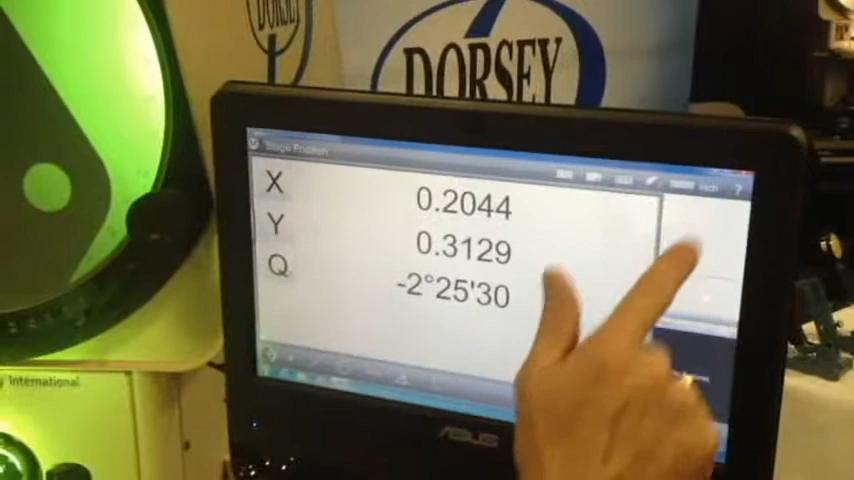 DORSEY
DORSEY
Stage Position
inch ?
X 0.2044
Y 0.3129
Q -2°25'30
y International
ASUS